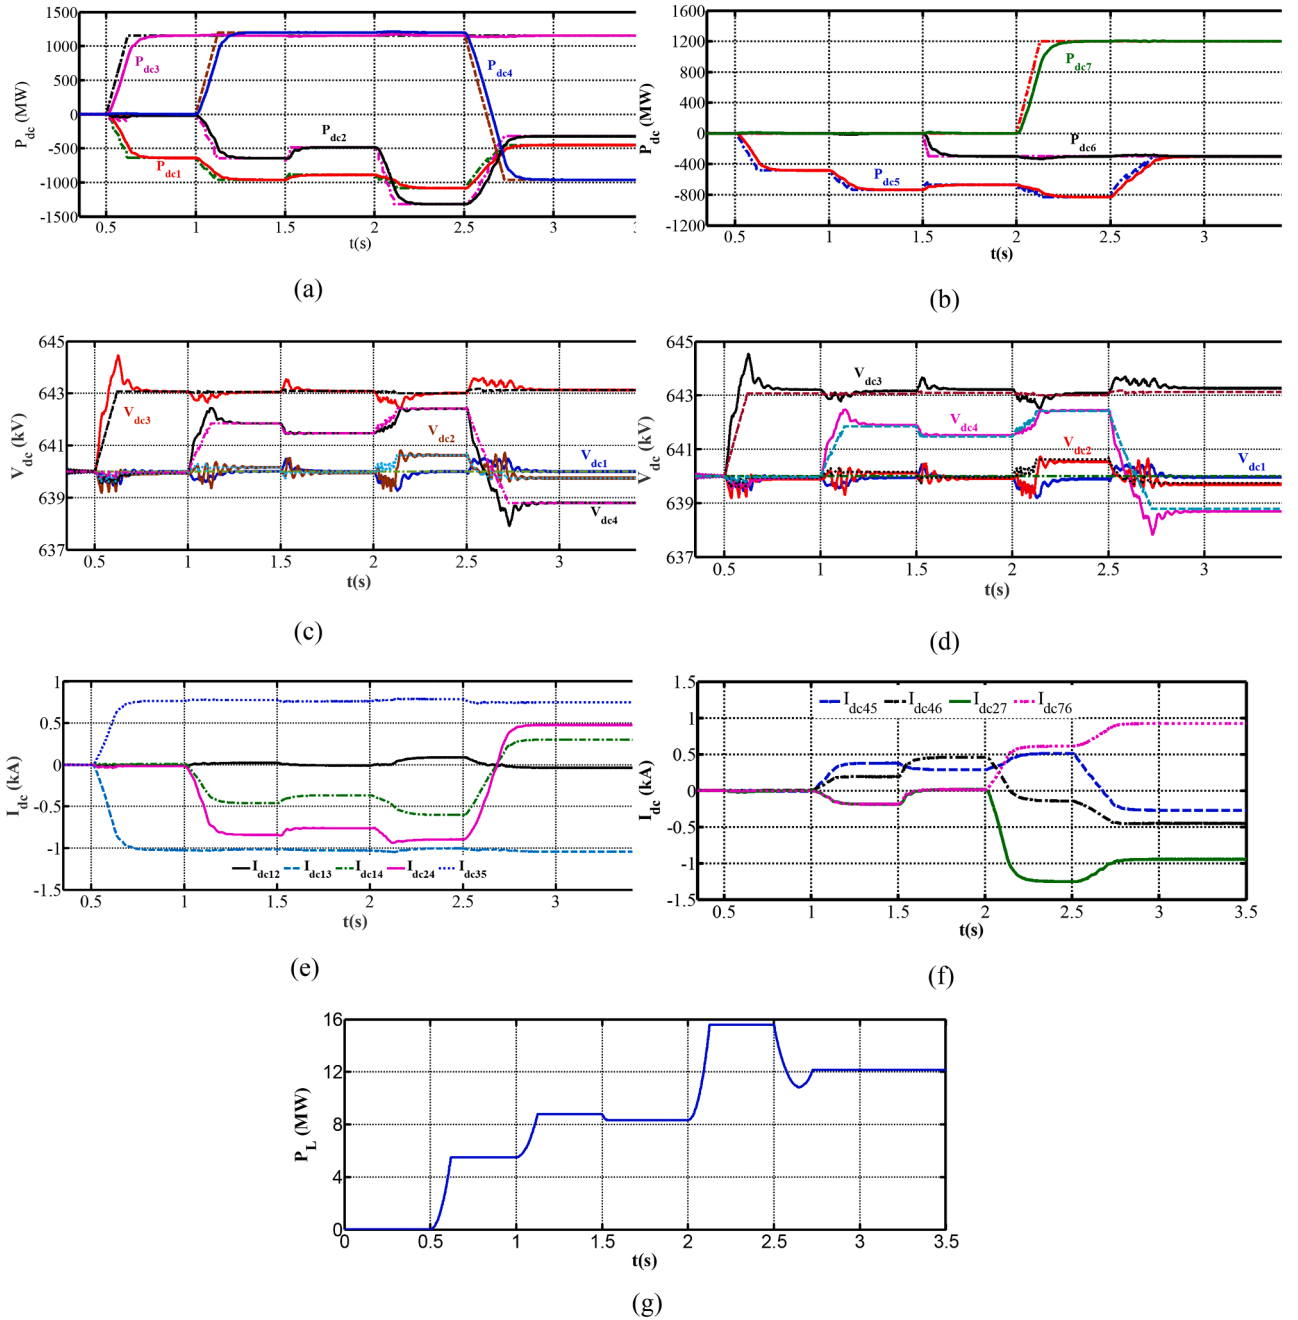 1500
1000
500
0
-500
-1000
-1500
P_dc (MW)
P_dc3
P_dc4
P_dc2
P_dc1
0.5 1 1.5 2 2.5 3
t(s)
(a)
1600
1200
800
400
0
-400
-800
-1200
P_dc (MW)
P_dc7
P_dc6
P_dc5
0.5 1 1.5 2 2.5 3
t(s)
(b)
645
643
641
639
637
V_dc (kV)
V_dc3
V_dc2
V_dc1
V_dc4
0.5 1 1.5 2 2.5 3
t(s)
(c)
645
643
641
639
637
V_dc (kV)
V_dc3
V_dc4
V_dc2
V_dc1
0.5 1 1.5 2 2.5 3
t(s)
(d)
1
0.5
0
-0.5
-1
-1.5
I_dc (kA)
I_dc12 I_dc13 I_dc14 I_dc24 I_dc35
0.5 1 1.5 2 2.5 3
t(s)
(e)
1.5
1
0.5
0
-0.5
-1
-1.5
I_dc (kA)
I_dc45 I_dc46 I_dc27 I_dc76
0.5 1 1.5 2 2.5 3 3.5
t(s)
(f)
16
12
8
4
0
P_L (MW)
0 0.5 1 1.5 2 2.5 3 3.5
t(s)
(g)